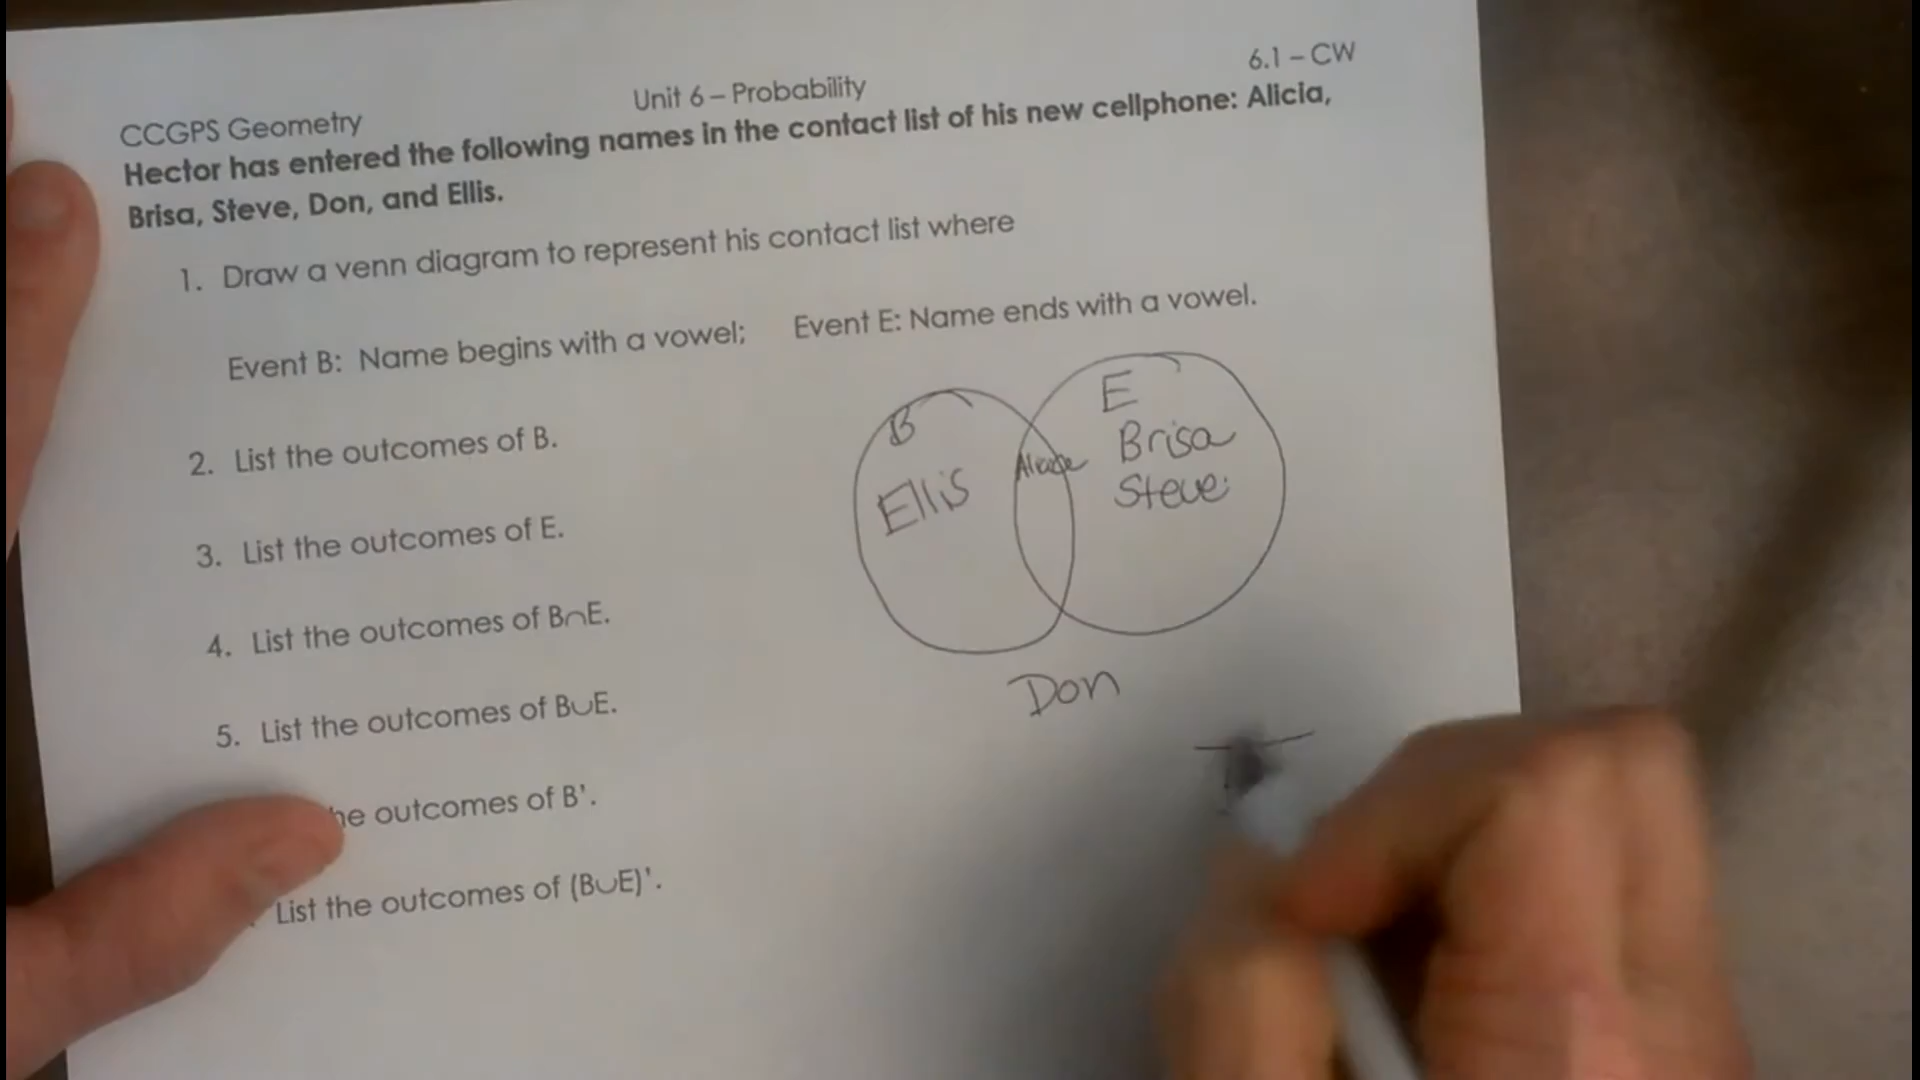 CCGPS Geometry Unit 6 – Probability 6.1 – CW
Hector has entered the following names in the contact list of his new cellphone: Alicia,
Brisa, Steve, Don, and Ellis.
1. Draw a venn diagram to represent his contact list where
Event B: Name begins with a vowel; Event E: Name ends with a vowel.
B
E
Brisa
Ellis
Steve
Don
2. List the outcomes of B.
3. List the outcomes of E.
4. List the outcomes of B∩E.
5. List the outcomes of B∪E.
he outcomes of B'.
List the outcomes of (B∪E)'.